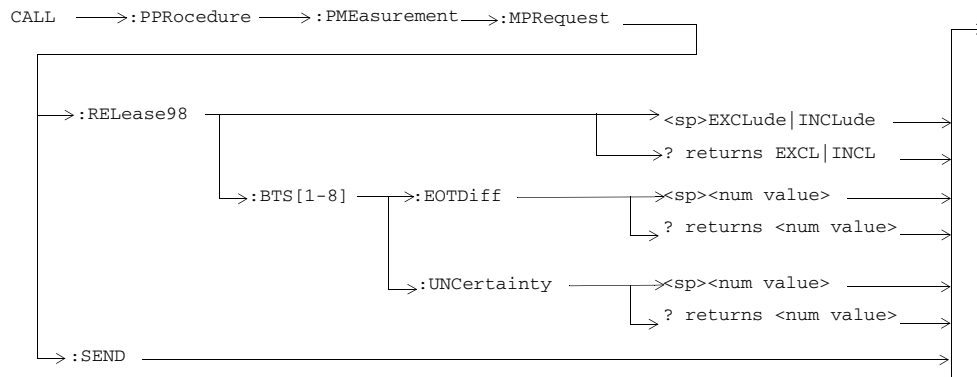 CALL :PPRocedure :PMEasurement :MPRequest
:RELease98 <sp>EXCLude|INCLude
? returns EXCL|INCL
:BTS[1-8] :EOTDiff <sp><num value>
? returns <num value>
:UNCertainty <sp><num value>
? returns <num value>
:SEND